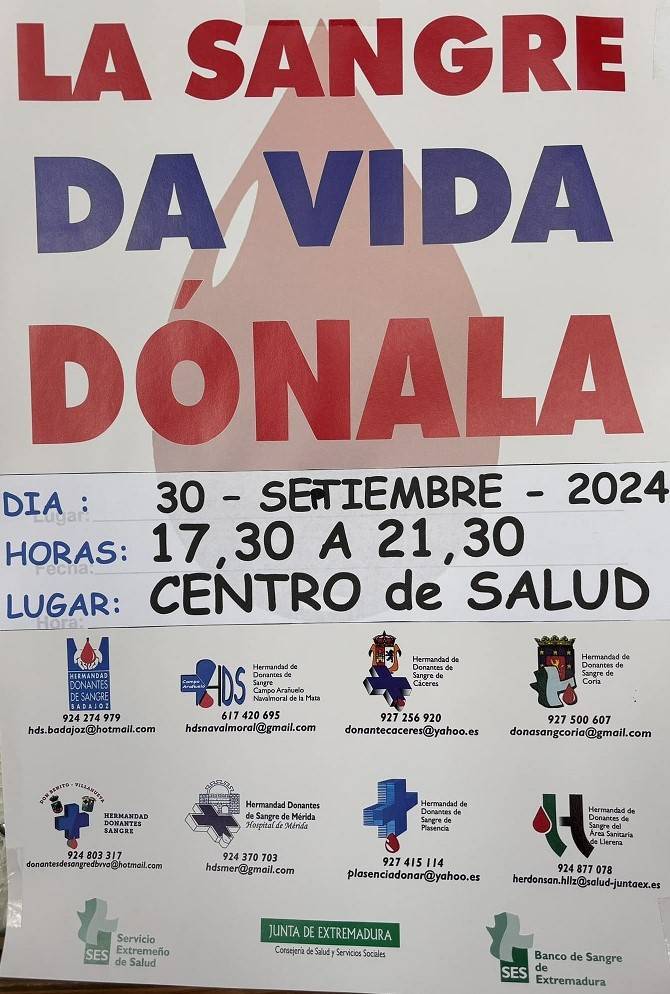 LA SANGRE
DA VIDA
DÓNALA
DIA : 30 - SEPTIEMBRE - 2024
Lugar:
HORAS: 17,30 A 21,30
Fecha:
LUGAR: CENTRO de SALUD
Hora:
HERMANDAD
DONANTES
DE SANGRE
BADAJOZ
924 274 979
hds.badajoz@hotmail.com
Campo
Arañuelo
HDS
Hermandad de
Donantes de
Sangre
Campo Arañuelo
Navalmoral de la Mata
617 420 695
hdsnavalmoral@gmail.com
Hermandad de
Donantes de
Sangre de
Cáceres
927 256 920
donantecaceres@yahoo.es
Hermandad de
Donantes de
Sangre de
Coria
927 500 607
donasangcoria@gmail.com
DON BENITO - VILLANUEVA
HERMANDAD
DONANTES
SANGRE
924 803 317
donantesdesangredbvva@hotmail.com
Hermandad Donantes
de Sangre de Mérida
Hospital de Mérida
924 370 703
hdsmer@gmail.com
Hermandad de
Donantes de
Sangre de
Plasencia
927 415 114
plasenciadonar@yahoo.es
Hermandad de
Donantes de
Sangre del
Área Sanitaria
de Llerena
924 877 078
herdonsan.hllz@salud-juntaex.es
SES
Servicio
Extremeño
de Salud
JUNTA DE EXTREMADURA
Consejería de Salud y Servicios Sociales
SES
Banco de Sangre
de
Extremadura